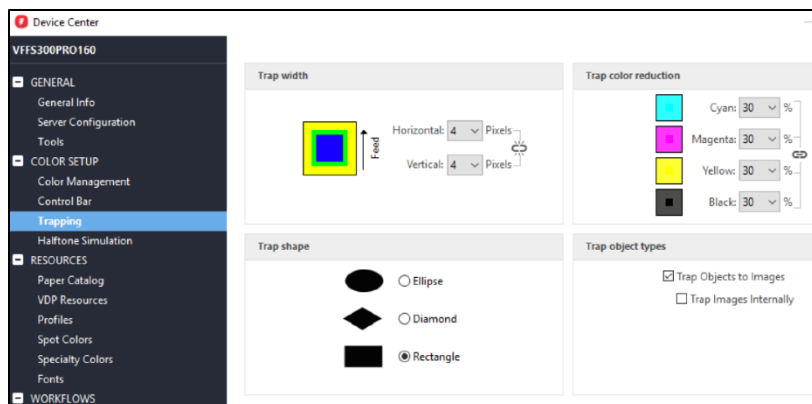 Device Center
VFFS300PRO160
GENERAL
General Info
Server Configuration
Tools
COLOR SETUP
Color Management
Control Bar
Trapping
Halftone Simulation
RESOURCES
Paper Catalog
VDP Resources
Profiles
Spot Colors
Specialty Colors
Fonts
WORKFLOWS
Trap width
Feed
Horizontal: 4 Pixels
Vertical: 4 Pixels
Trap color reduction
Cyan: 30 %
Magenta: 30 %
Yellow: 30 %
Black: 30 %
Trap shape
Ellipse
Diamond
Rectangle
Trap object types
Trap Objects to Images
Trap Images Internally